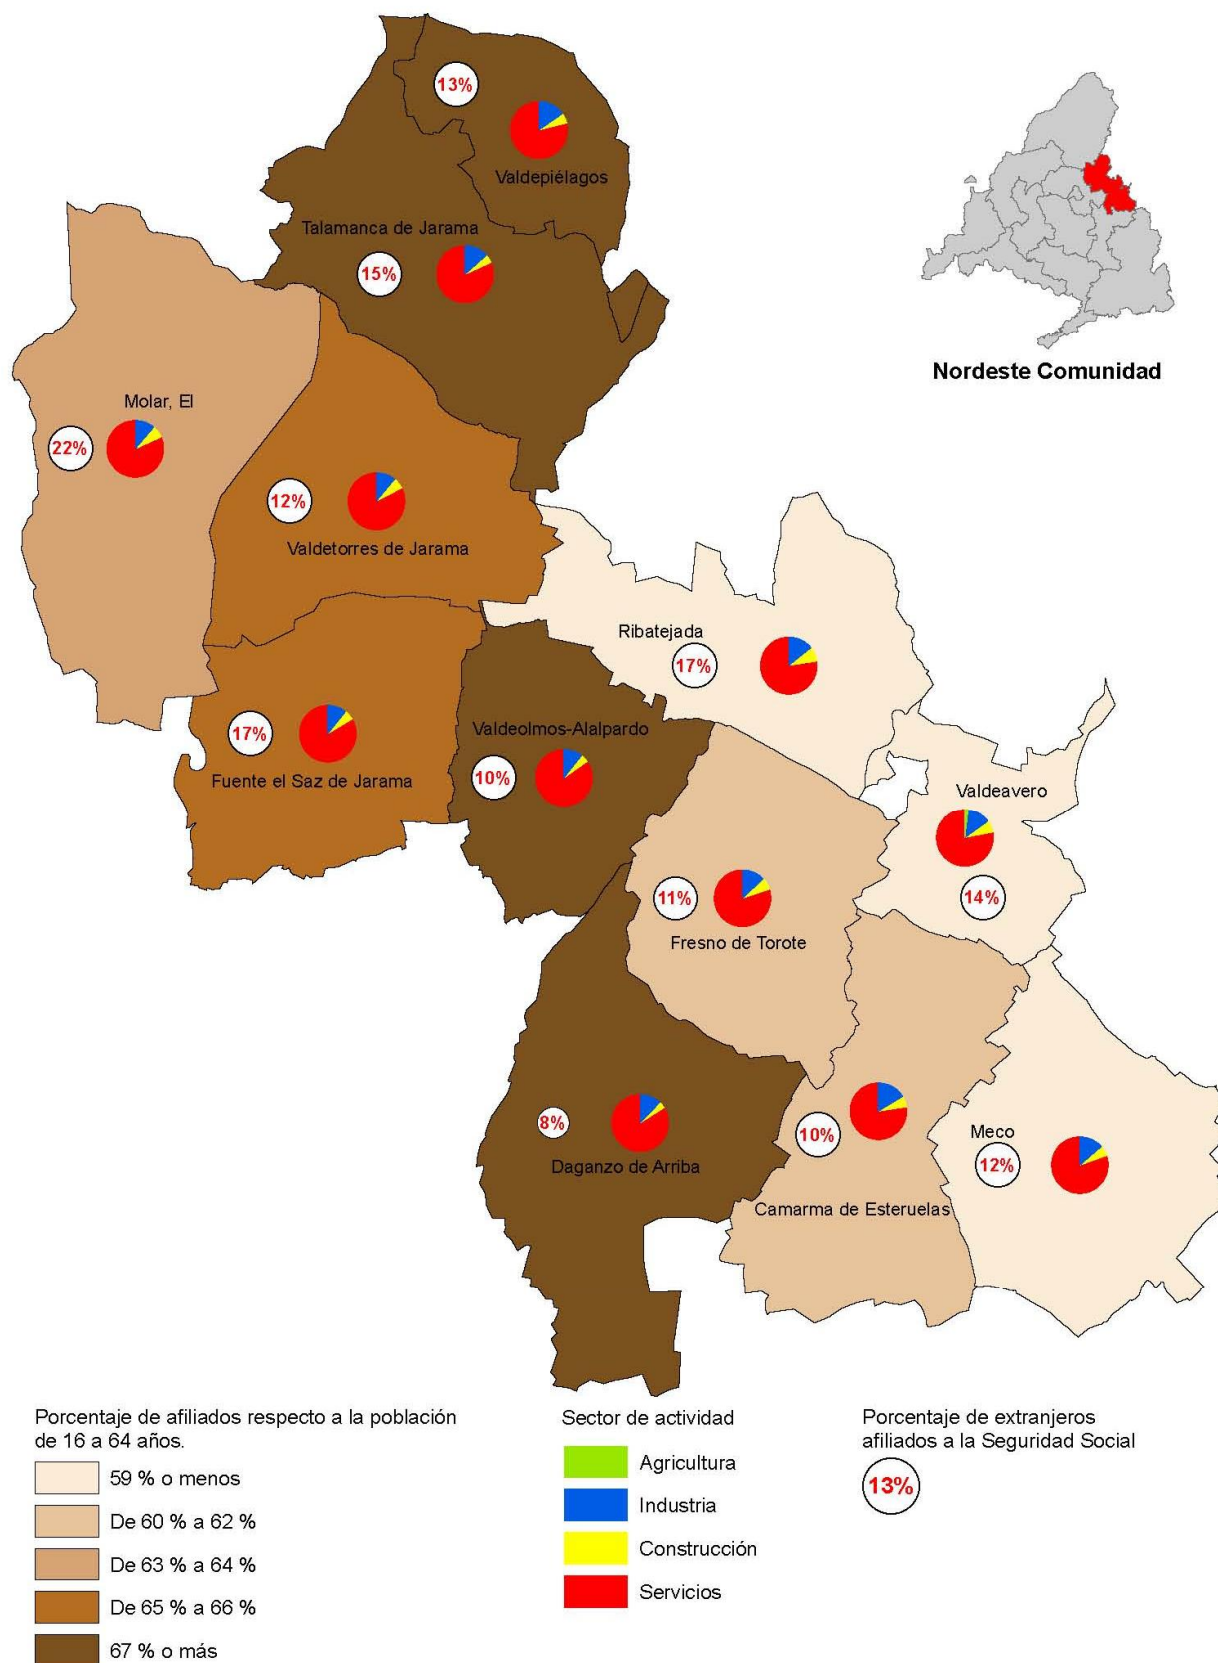 13%
Valdepiélagos
Talamanca de Jarama
15%
Nordeste Comunidad
Molar, El
22%
12%
Valdetorres de Jarama
Ribatejada
17%
17%
Fuente el Saz de Jarama
Valdeolmos-Alalpardo
10%
Valdeavero
14%
11%
Fresno de Torote
8%
Daganzo de Arriba
10%
Camarma de Esteruelas
Meco
12%
Porcentaje de afiliados respecto a la población
de 16 a 64 años.
59 % o menos
De 60 % a 62 %
De 63 % a 64 %
De 65 % a 66 %
67 % o más
Sector de actividad
Agricultura
Industria
Construcción
Servicios
Porcentaje de extranjeros
afiliados a la Seguridad Social
13%